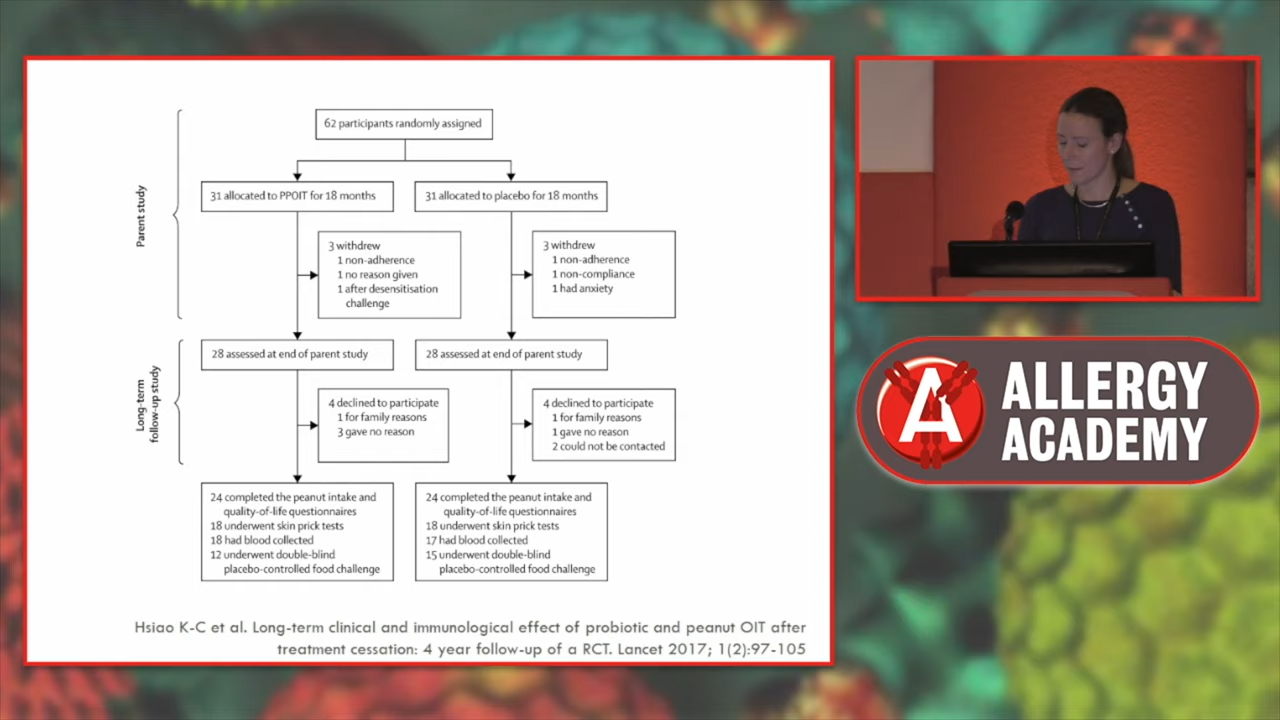 62 participants randomly assigned
Parent study
31 allocated to PPOIT for 18 months
31 allocated to placebo for 18 months
3 withdrew
1 non-adherence
1 no reason given
1 after desensitisation
challenge
3 withdrew
1 non-adherence
1 non-compliance
1 had anxiety
28 assessed at end of parent study
28 assessed at end of parent study
Long-term
follow-up study
4 declined to participate
1 for family reasons
3 gave no reason
4 declined to participate
1 for family reasons
1 gave no reason
2 could not be contacted
24 completed the peanut intake and
quality-of-life questionnaires
18 underwent skin prick tests
18 had blood collected
12 underwent double-blind
placebo-controlled food challenge
24 completed the peanut intake and
quality-of-life questionnaires
18 underwent skin prick tests
17 had blood collected
15 underwent double-blind
placebo-controlled food challenge
Hsiao K-C et al. Long-term clinical and immunological effect of probiotic and peanut OIT after
treatment cessation: 4 year follow-up of a RCT. Lancet 2017; 1(2):97-105
A
ALLERGY
ACADEMY